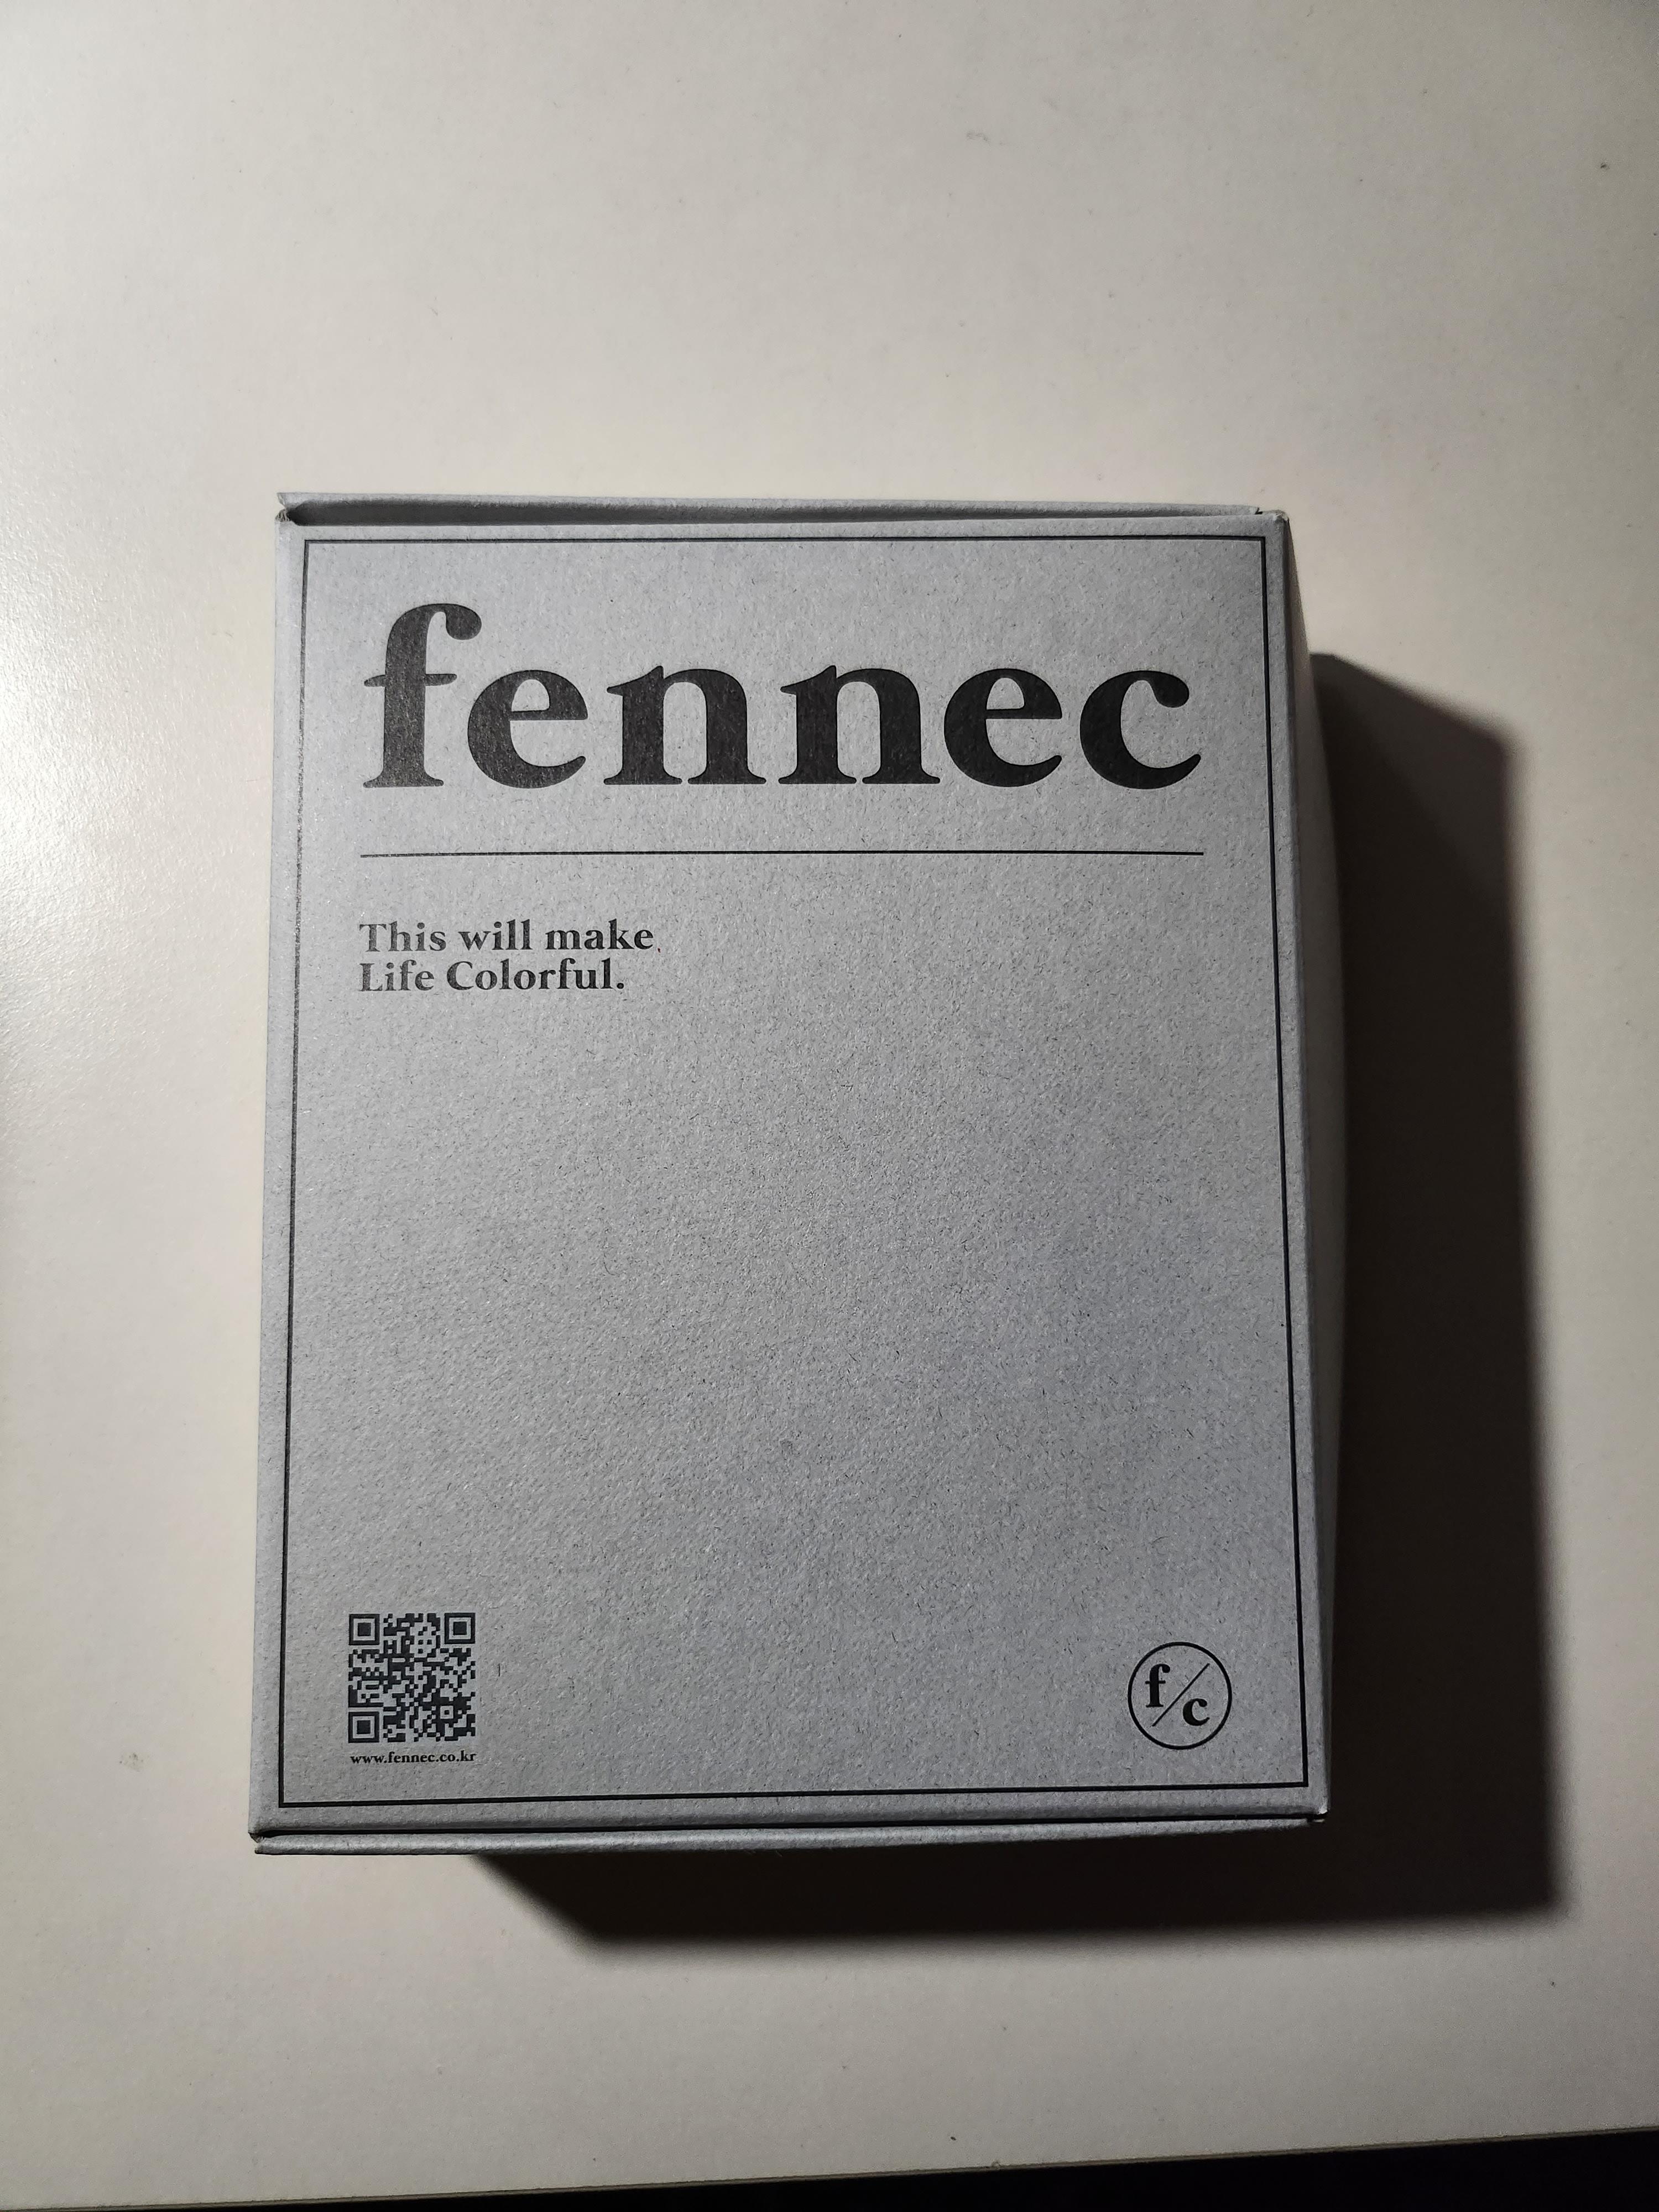 fennec
This will make
Life Colorful.
www.fennec.co.kr
f/c